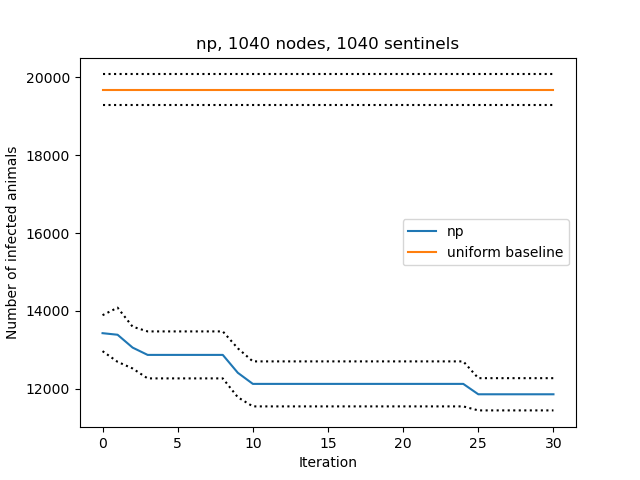 np, 1040 nodes, 1040 sentinels
Number of infected animals
20000
18000
16000
14000
12000
np
uniform baseline
0 5 10 15 20 25 30
Iteration